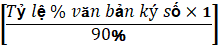 [Tỷ lệ % văn bản ký số × 1
90%]